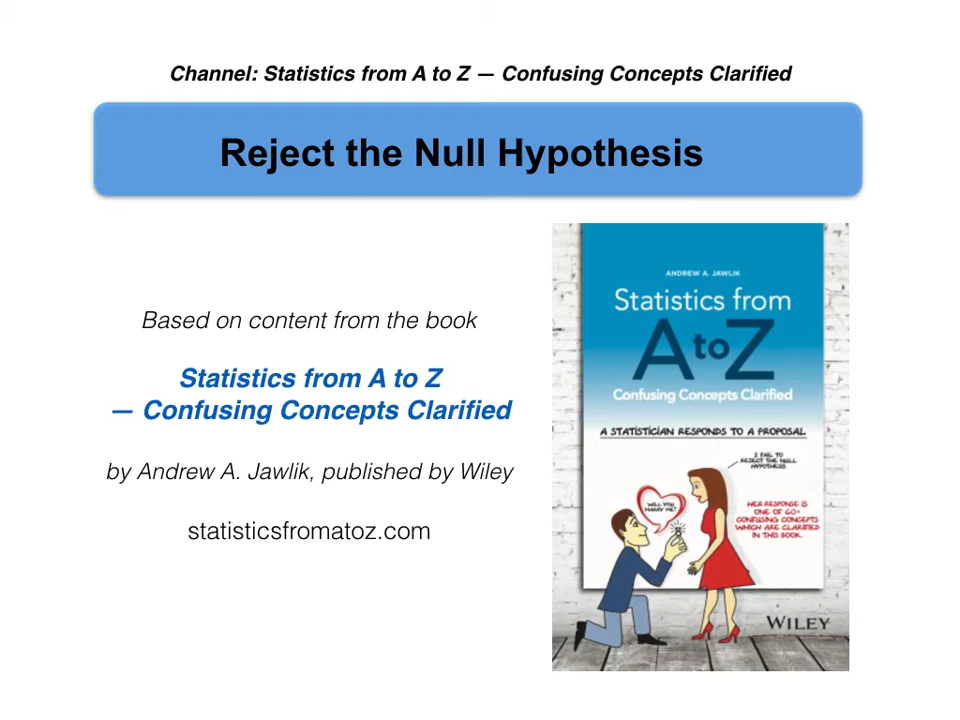 Channel: Statistics from A to Z — Confusing Concepts Clarified
Reject the Null Hypothesis
Based on content from the book
Statistics from A to Z
— Confusing Concepts Clarified
by Andrew A. Jawlik, published by Wiley
statisticsfromatoz.com
ANDREW A. JAWLIK
Statistics from
A to Z
Confusing Concepts Clarified
A STATISTICIAN RESPONDS TO A PROPOSAL
I FAIL TO
REJECT THE NULL
HYPOTHESIS
WILL YOU
MARRY ME?
HER RESPONSE IS
ONE OF 60+
CONFUSING CONCEPTS
WHICH ARE CLARIFIED
IN THIS BOOK.
WILEY